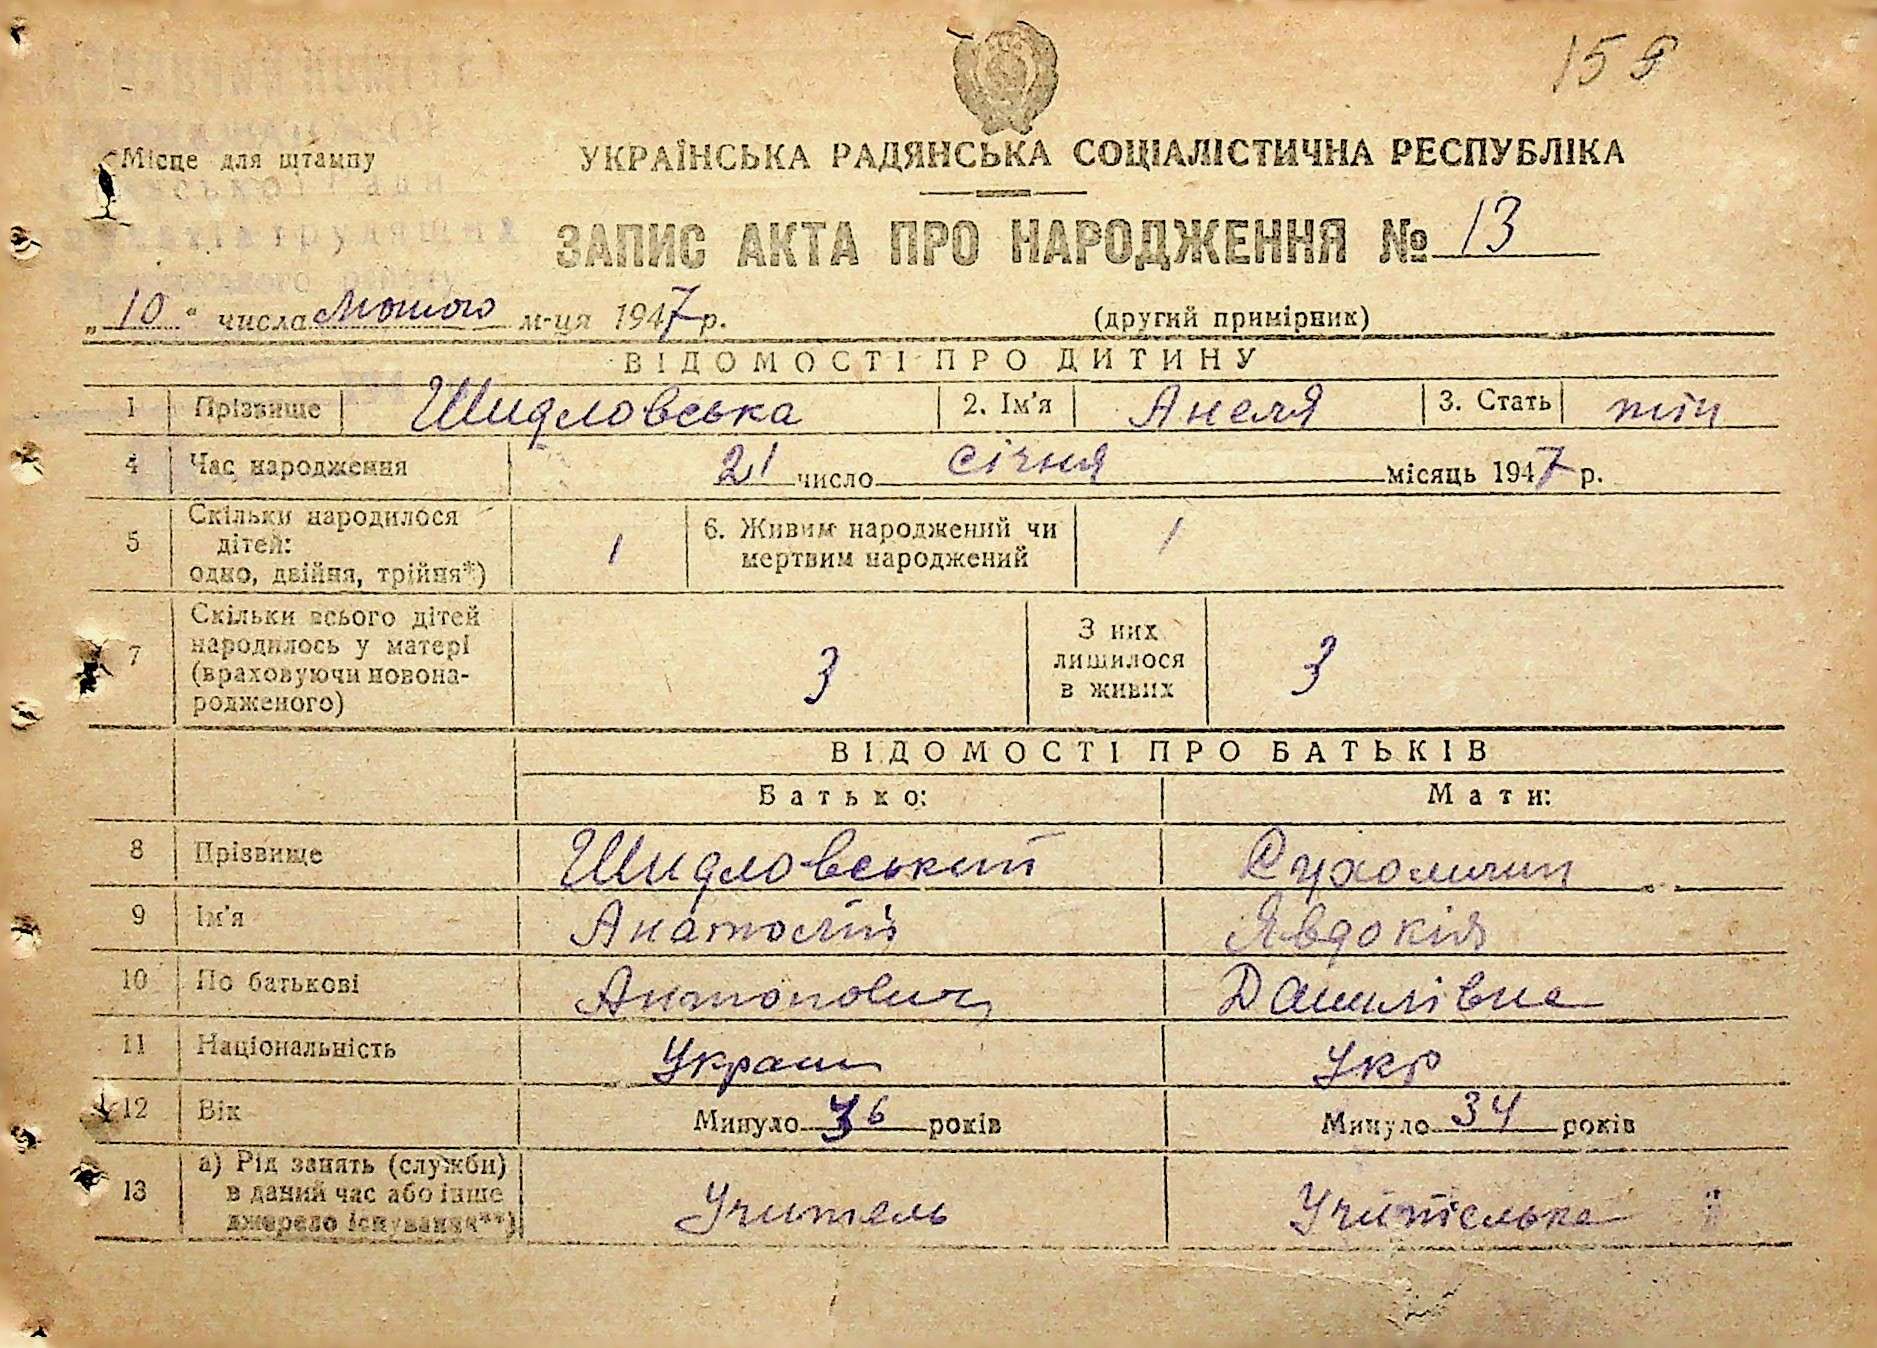 15
Місце для штампу
УКРАЇНСЬКА РАДЯНСЬКА СОЦІАЛІСТИЧНА РЕСПУБЛІКА
ЗАПИС АКТА ПРО НАРОДЖЕННЯ № 13
„10“ числа Лютого м-ця 1947 р. (другий примірник)
ВІДОМОСТІ ПРО ДИТИНУ
1 Прізвище Шидловська 2. Ім'я Анеля 3. Стать
4 Час народження 21 число січня місяць 1947 р.
5 Скільки народилося дітей: одно, двійня, трійня*) 1 6. Живим народжений чи мертвим народжений 1
7 Скільки всього дітей народилось у матері (враховуючи новонародженого) 3 З них лишилося в живих 3
ВІДОМОСТІ ПРО БАТЬКІВ
Батько: Мати:
8 Прізвище Шидловський
9 Ім'я Анатолій Явдокія
10 По батькові Антонович Данилівна
11 Національність Україн Укр
12 Вік Минуло 36 років Минуло 34 років
13 а) Рід занять (служби) в даний час або інше джерело існування**) Учитель Учителька